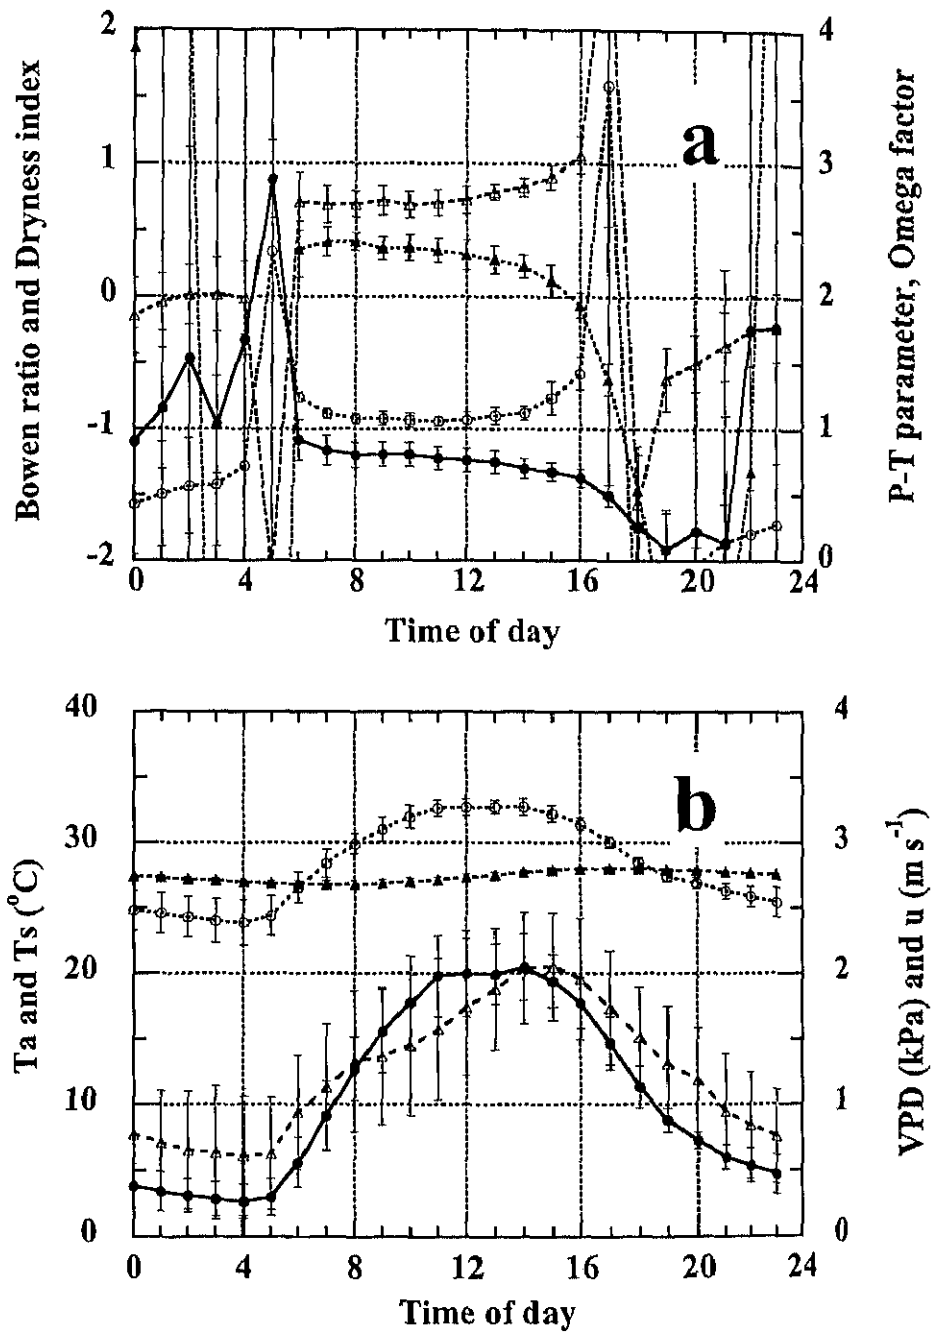 2
1
0
-1
-2
Bowen ratio and Dryness index
a
4
3
2
1
0
P-T parameter, Omega factor
0 4 8 12 16 20 24
Time of day
40
30
20
10
0
Ta and Ts (°C)
b
4
3
2
1
0
VPD (kPa) and u (m s-1)
0 4 8 12 16 20 24
Time of day